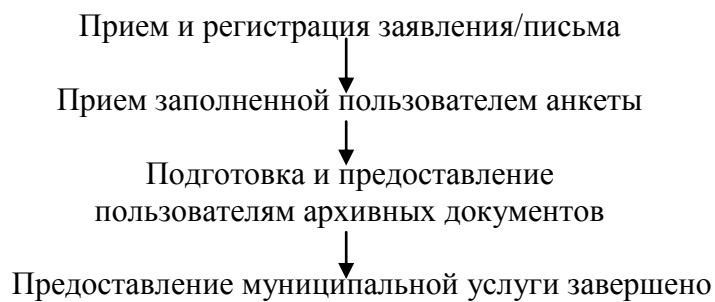 Прием и регистрация заявления/письма
Прием заполненной пользователем анкеты
Подготовка и предоставление
пользователям архивных документов
Предоставление муниципальной услуги завершено